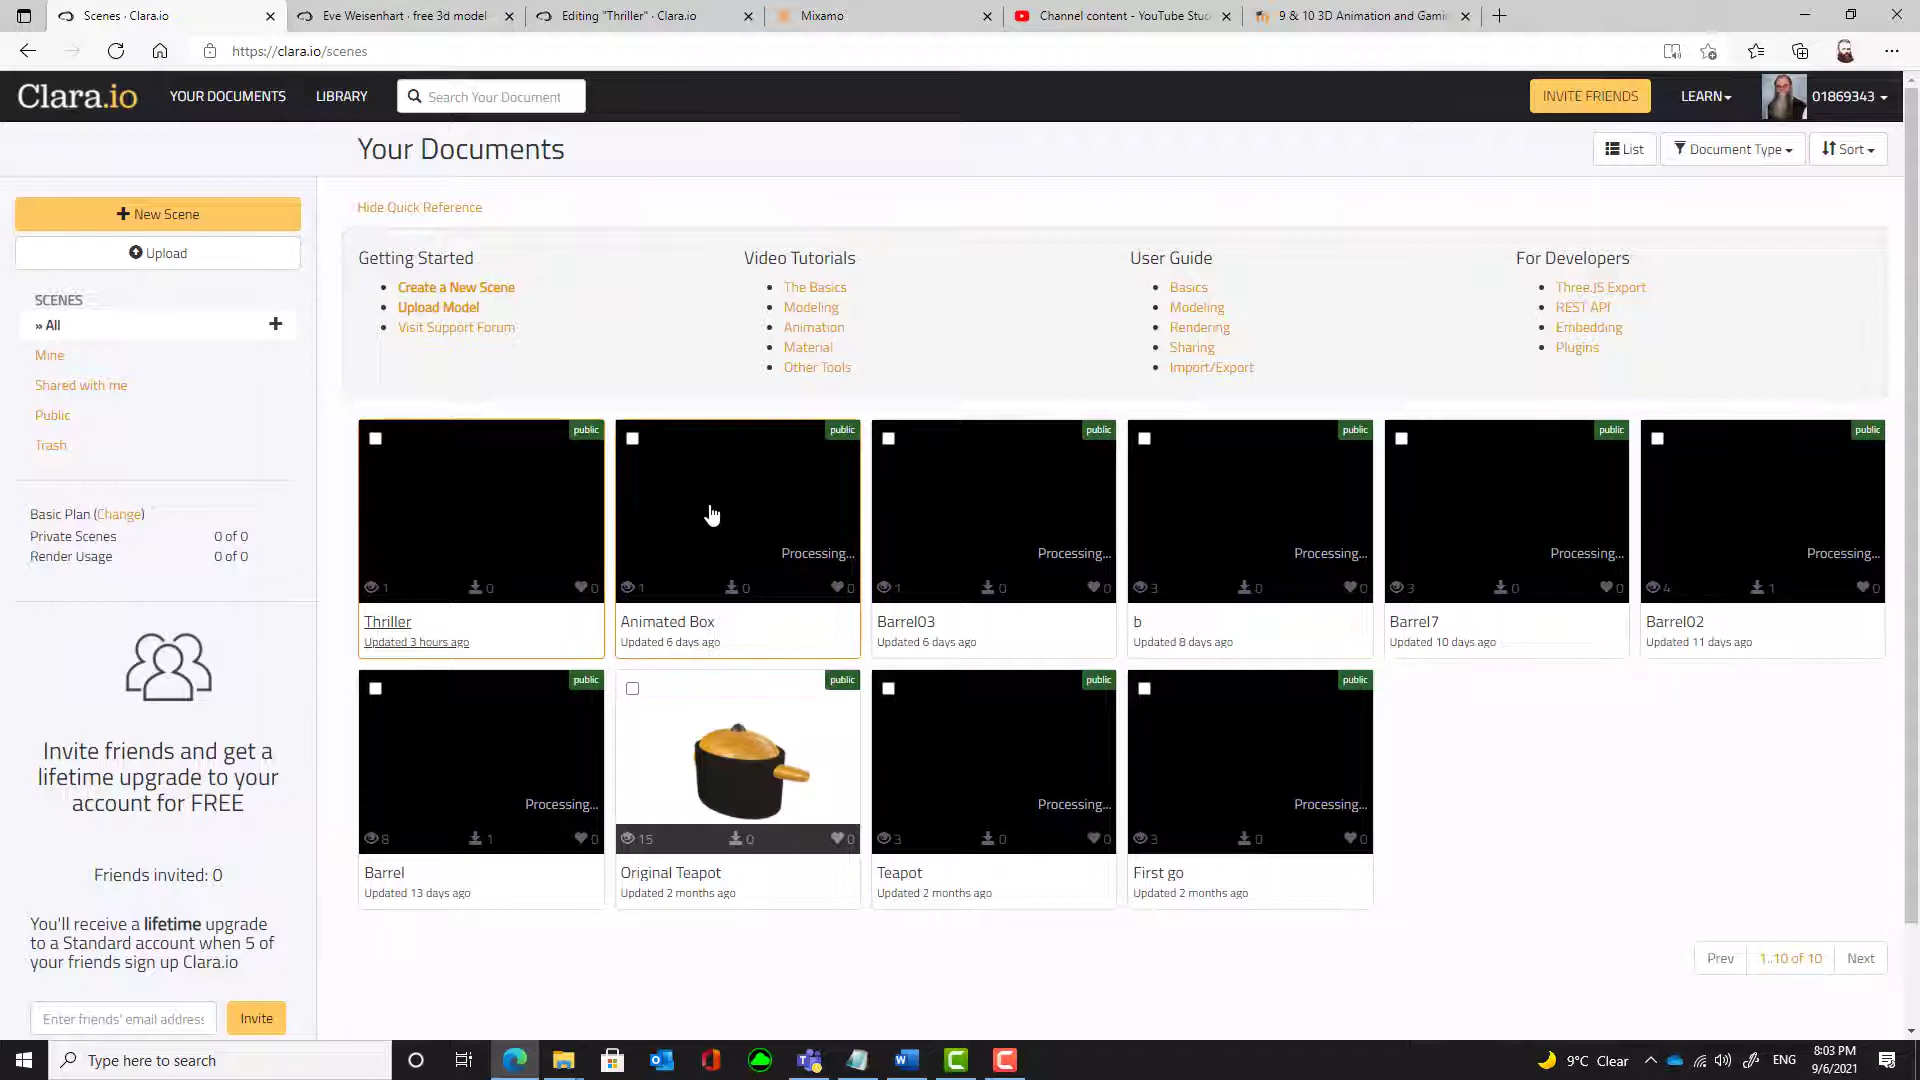 Scenes · Clara.io
Eve Weisenhart · free 3d model
Editing "Thriller" · Clara.io
Mixamo
Channel content - YouTube Stu
9 & 10 3D Animation and Gami
https://clara.io/scenes
Clara.io
YOUR DOCUMENTS
LIBRARY
Search Your Document
INVITE FRIENDS
LEARN
01869343
Your Documents
List
Document Type
Sort
New Scene
Upload
SCENES
» All
Mine
Shared with me
Public
Trash
Basic Plan (Change)
Private Scenes 0 of 0
Render Usage 0 of 0
Invite friends and get a
lifetime upgrade to your
account for FREE
Friends invited: 0
You'll receive a lifetime upgrade
to a Standard account when 5 of
your friends sign up Clara.io
Enter friends' email address
Invite
Hide Quick Reference
Getting Started
Create a New Scene
Upload Model
Visit Support Forum
Video Tutorials
The Basics
Modeling
Animation
Material
Other Tools
User Guide
Basics
Modeling
Rendering
Sharing
Import/Export
For Developers
Three.JS Export
REST API
Embedding
Plugins
public
1 0 0
Thriller
Updated 3 hours ago
public
Processing...
1 0 0
Animated Box
Updated 6 days ago
public
Processing...
1 0 0
Barrel03
Updated 6 days ago
public
Processing...
3 0 0
b
Updated 8 days ago
public
Processing...
3 0 0
Barrel7
Updated 10 days ago
public
Processing...
4 1 0
Barrel02
Updated 11 days ago
public
Processing...
8 1 0
Barrel
Updated 13 days ago
public
15 0 0
Original Teapot
Updated 2 months ago
public
Processing...
3 0 0
Teapot
Updated 2 months ago
public
Processing...
3 0 0
First go
Updated 2 months ago
Prev
1..10 of 10
Next
Type here to search
9°C Clear
ENG
8:03 PM
9/6/2021